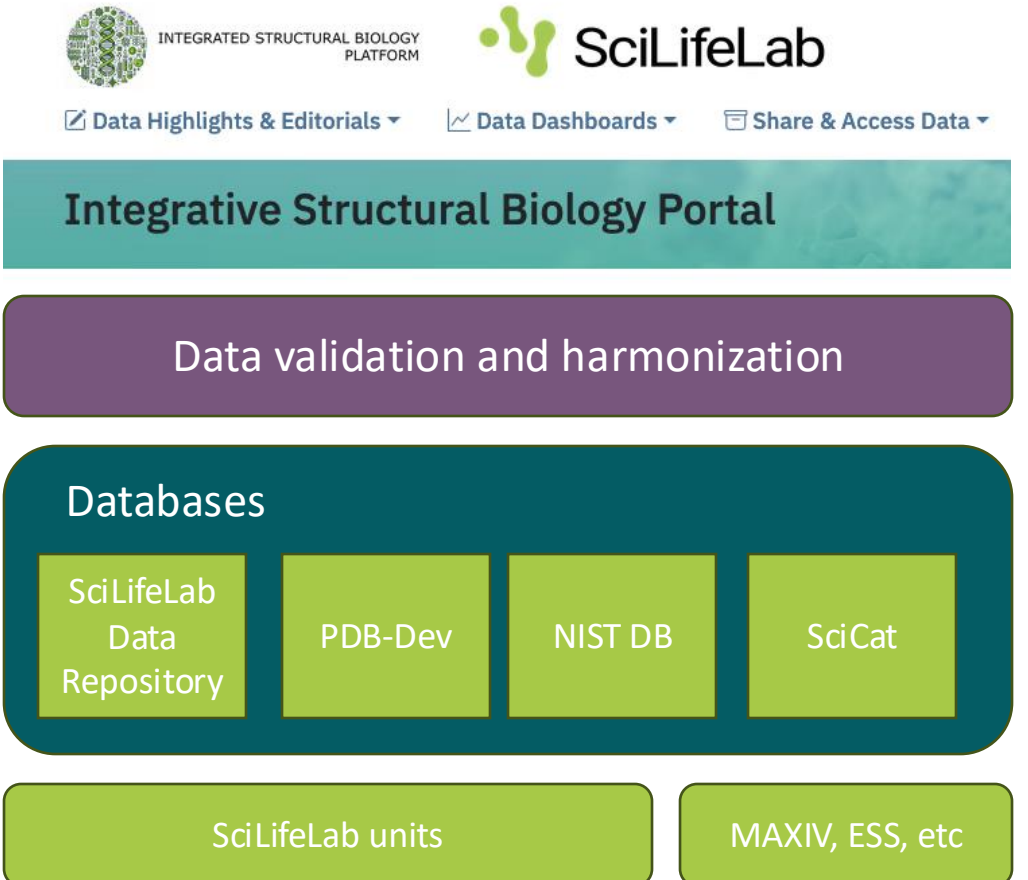 INTEGRATED STRUCTURAL BIOLOGY
PLATFORM
SciLifeLab
Data Highlights & Editorials
Data Dashboards
Share & Access Data
Integrative Structural Biology Portal
Data validation and harmonization
Databases
SciLifeLab
Data
Repository
PDB-Dev
NIST DB
SciCat
SciLifeLab units
MAXIV, ESS, etc